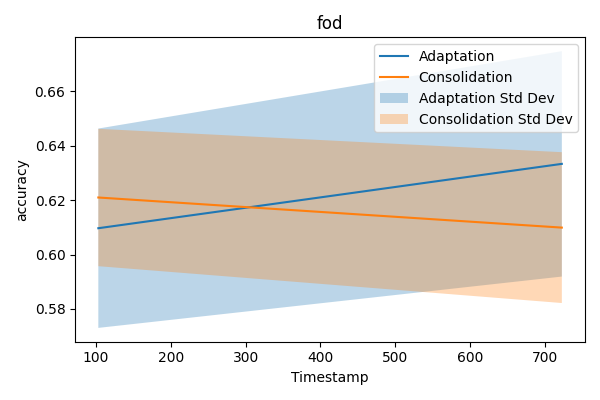 fod
Adaptation
Consolidation
Adaptation Std Dev
Consolidation Std Dev
accuracy
0.66
0.64
0.62
0.60
0.58
100 200 300 400 500 600 700
Timestamp